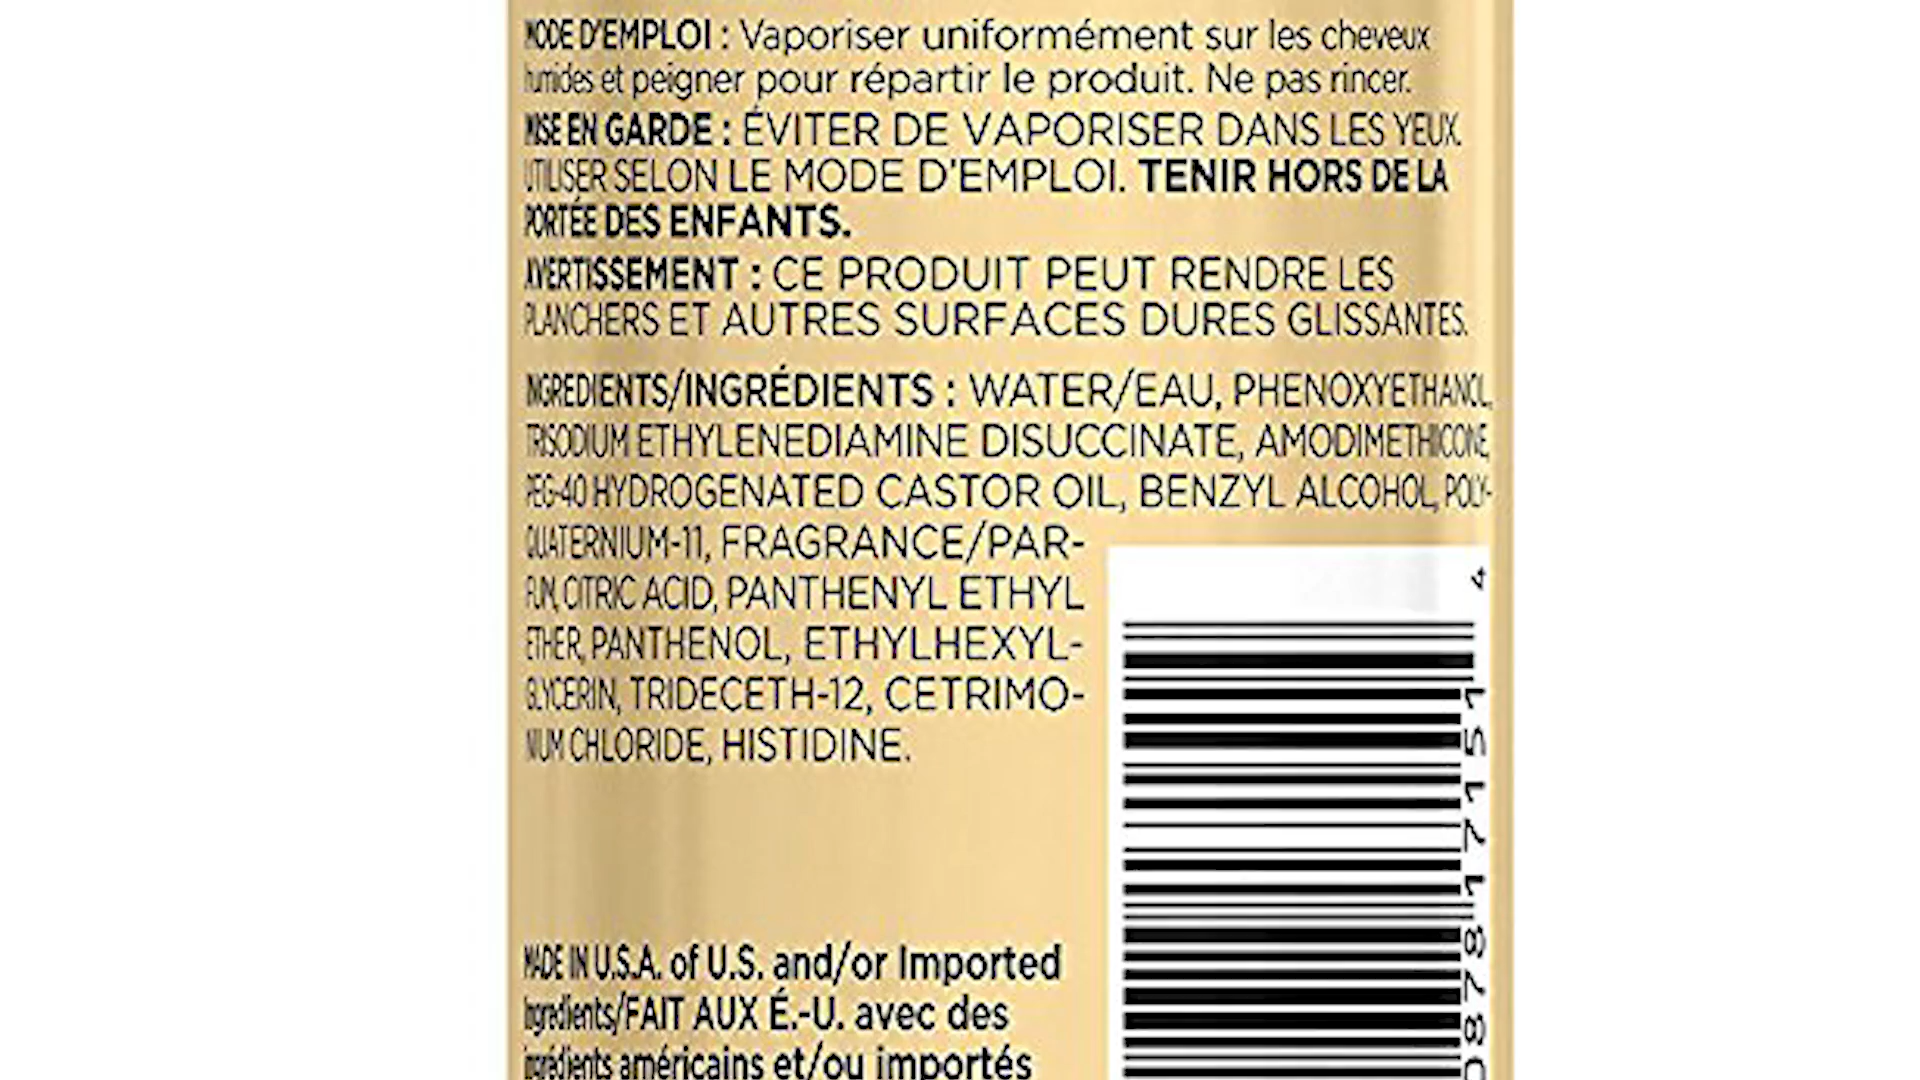 MODE D'EMPLOI : Vaporiser uniformément sur les cheveux
humides et peigner pour répartir le produit. Ne pas rincer.
MISE EN GARDE : ÉVITER DE VAPORISER DANS LES YEUX.
UTILISER SELON LE MODE D'EMPLOI. TENIR HORS DE LA
PORTÉE DES ENFANTS.
AVERTISSEMENT : CE PRODUIT PEUT RENDRE LES
PLANCHERS ET AUTRES SURFACES DURES GLISSANTES.
INGREDIENTS/INGRÉDIENTS : WATER/EAU, PHENOXYETHANOL,
TRISODIUM ETHYLENEDIAMINE DISUCCINATE, AMODIMETHICONE,
PEG-40 HYDROGENATED CASTOR OIL, BENZYL ALCOHOL, POLY-
QUATERNIUM-11, FRAGRANCE/PAR-
FUM, CITRIC ACID, PANTHENYL ETHYL
ETHER, PANTHENOL, ETHYLHEXYL-
GLYCERIN, TRIDECETH-12, CETRIMO-
NIUM CHLORIDE, HISTIDINE.
MADE IN U.S.A. of U.S. and/or Imported
Ingredients/FAIT AUX É.-U. avec des
ingrédients américains et/ou importés
0878171514